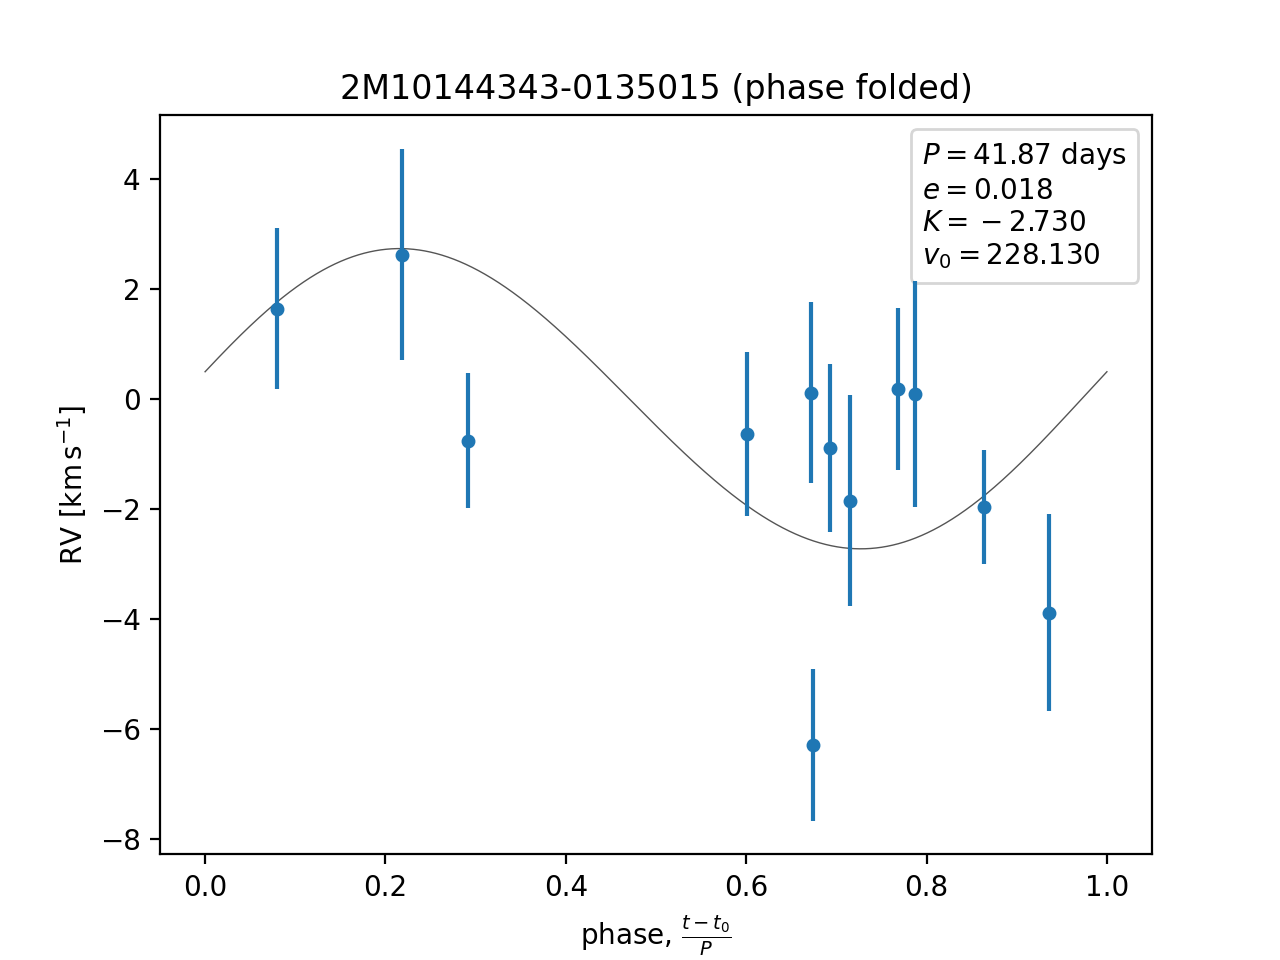 2M10144343-0135015 (phase folded)
P = 41.87 days
e = 0.018
K = −2.730
v₀ = 228.130
4
2
0
−2
−4
−6
−8
RV [km s⁻¹]
0.0 0.2 0.4 0.6 0.8 1.0
phase, (t − t₀)/P